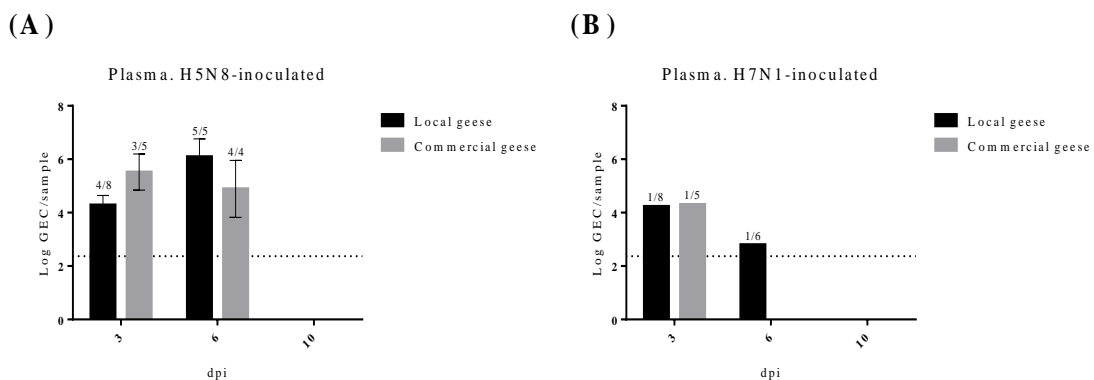 (A)
Plasma. H5N8-inoculated
Log GEC/sample
8
6
4
2
0
4/8
3/5
5/5
4/4
3
6
10
dpi
Local geese
Commercial geese
(B)
Plasma. H7N1-inoculated
Log GEC/sample
8
6
4
2
0
1/8
1/5
1/6
3
6
10
dpi
Local geese
Commercial geese